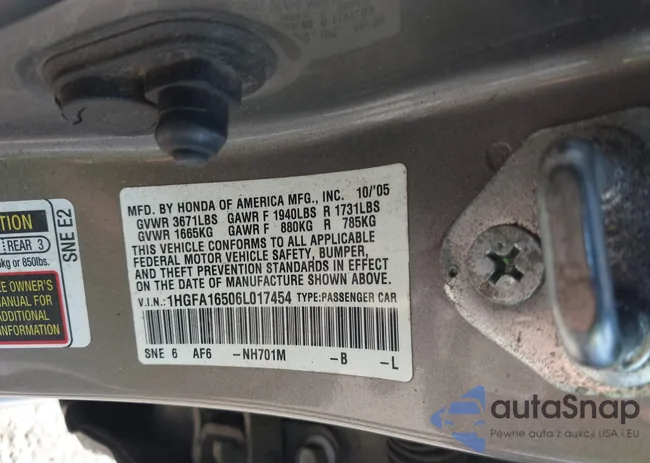 MFD. BY HONDA OF AMERICA MFG., INC. 10/'05
GVWR 3671LBS GAWR F 1940LBS R 1731LBS
GVWR 1665KG GAWR F 880KG R 785KG
THIS VEHICLE CONFORMS TO ALL APPLICABLE
FEDERAL MOTOR VEHICLE SAFETY, BUMPER,
AND THEFT PREVENTION STANDARDS IN EFFECT
ON THE DATE OF MANUFACTURE SHOWN ABOVE.
V.I.N.: 1HGFA16506L017454 TYPE:PASSENGER CAR
SNE 6 AF6 -NH701M -B -L
SNE E2
ATION
REAR 3
kg or 850lbs.
E OWNER'S
MANUAL FOR
ADDITIONAL
INFORMATION
autaSnap
Pewne auta z aukcji USA i EU